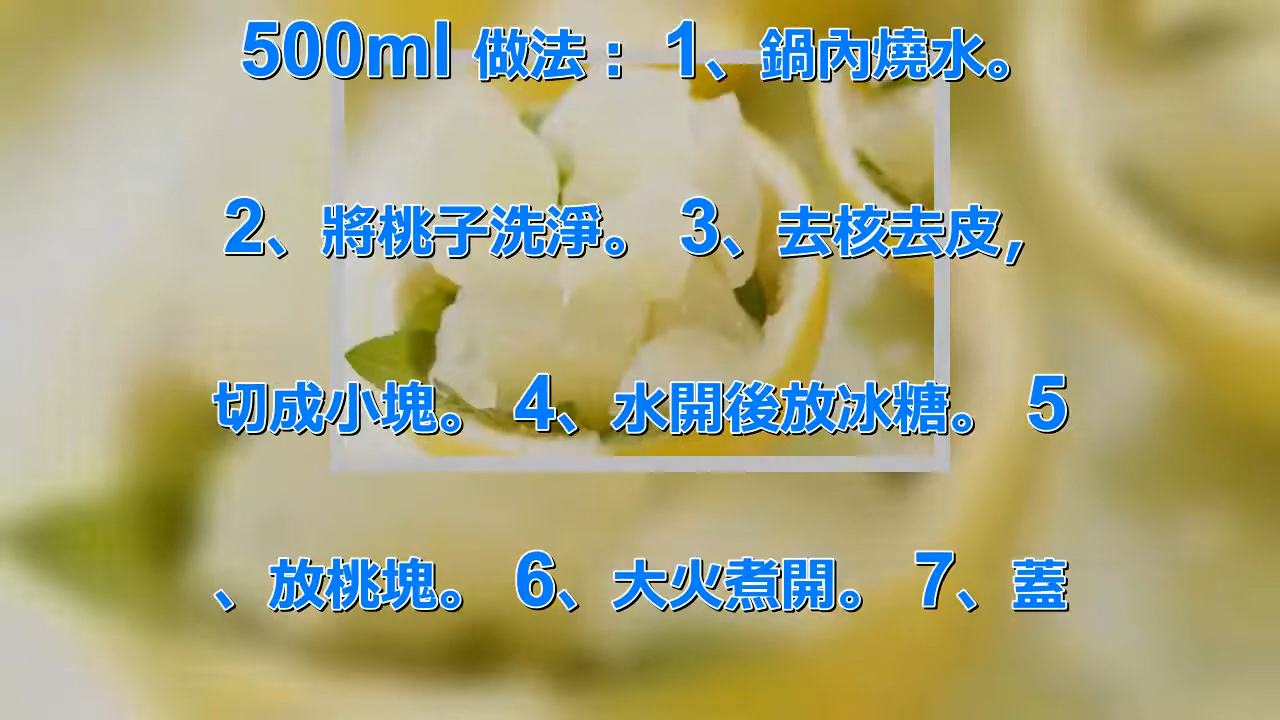 500ml 做法： 1、鍋內燒水。
2、將桃子洗淨。 3、去核去皮，
切成小塊。 4、水開後放冰糖。 5
、放桃塊。 6、大火煮開。 7、蓋